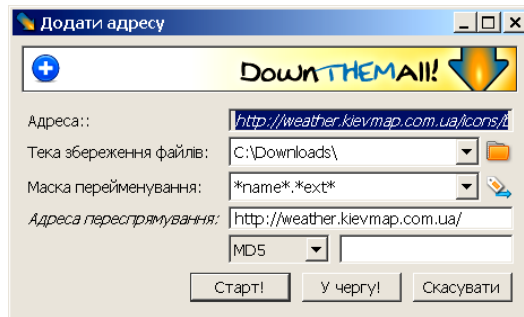 Додати адресу
DownTHEMAll!
Адреса:: http://weather.kievmap.com.ua/icons/
Тека збереження файлів: C:\Downloads\
Маска перейменування: *name*.*ext*
Адреса переспрямування: http://weather.kievmap.com.ua/
MD5
Старт! У чергу! Скасувати